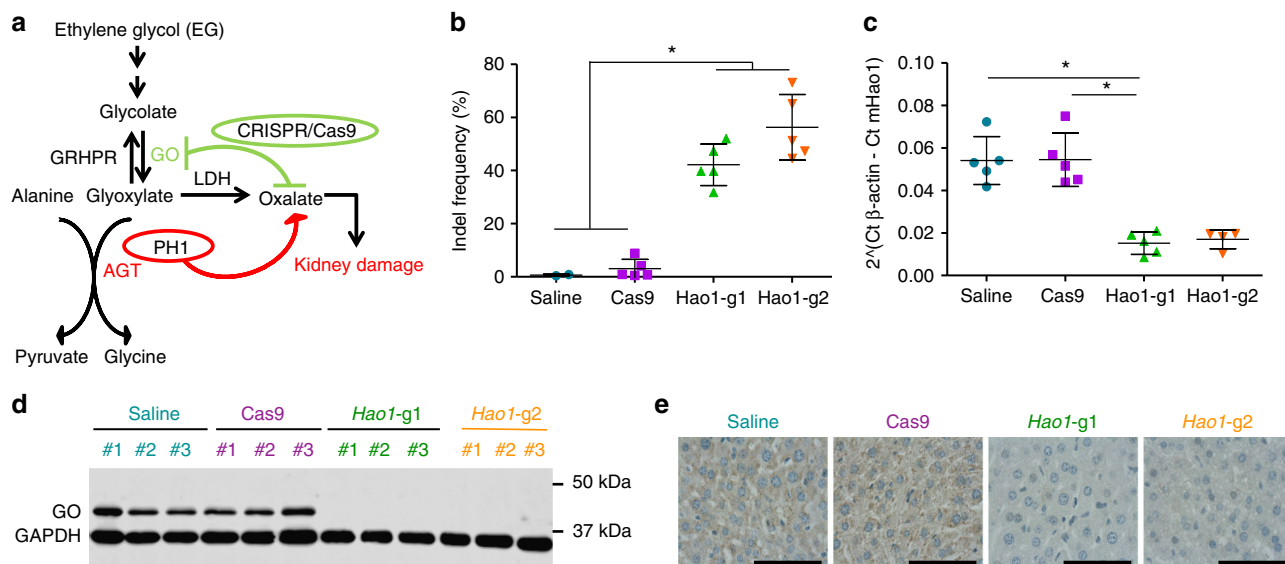 a
Ethylene glycol (EG)
Glycolate
CRISPR/Cas9
GRHPR
GO
LDH
Alanine
Glyoxylate
Oxalate
PH1
AGT
Kidney damage
Pyruvate
Glycine
b
*
Indel frequency (%)
80
60
40
20
0
Saline
Cas9
Hao1-g1
Hao1-g2
c
*
*
2^(Ct β-actin - Ct mHao1)
0.10
0.08
0.06
0.04
0.02
0.00
Saline
Cas9
Hao1-g1
Hao1-g2
d
Saline
Cas9
Hao1-g1
Hao1-g2
#1 #2 #3 #1 #2 #3 #1 #2 #3 #1 #2 #3
50 kDa
GO
37 kDa
GAPDH
e
Saline
Cas9
Hao1-g1
Hao1-g2